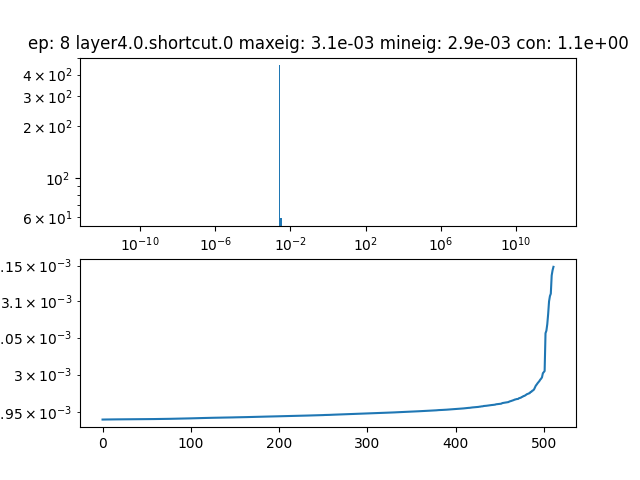 ep: 8 layer4.0.shortcut.0 maxeig: 3.1e-03 mineig: 2.9e-03 con: 1.1e+00
4 × 10²
3 × 10²
2 × 10²
10²
6 × 10¹
10⁻¹⁰ 10⁻⁶ 10⁻² 10² 10⁶ 10¹⁰
.15 × 10⁻³
3.1 × 10⁻³
.05 × 10⁻³
3 × 10⁻³
.95 × 10⁻³
0 100 200 300 400 500